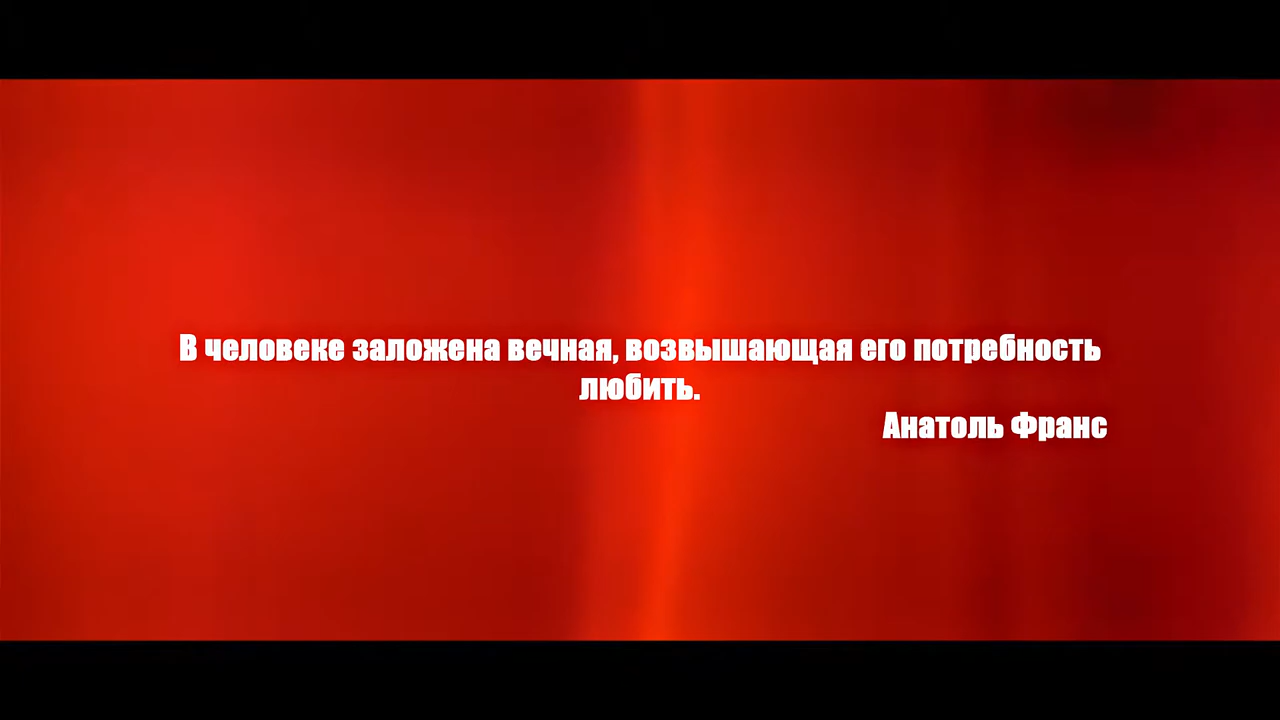 В человеке заложена вечная, возвышающая его потребность
любить.
Анатоль Франс